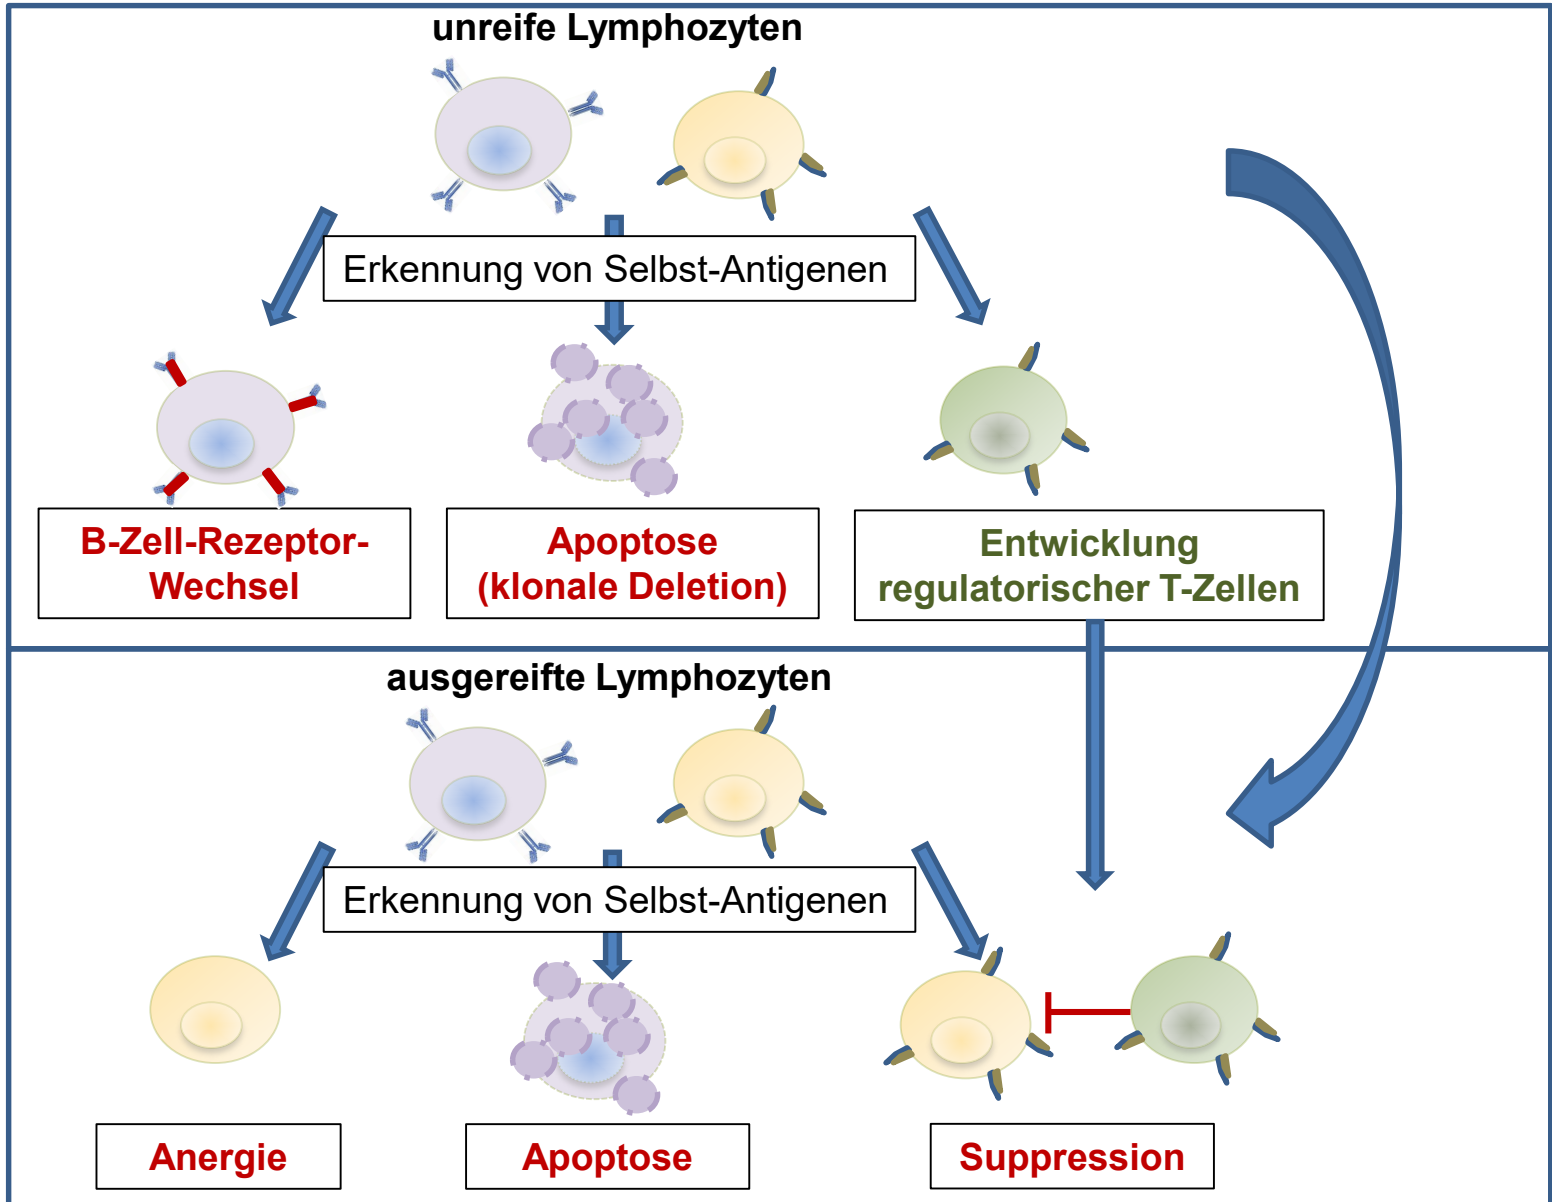 unreife Lymphozyten
Erkennung von Selbst-Antigenen
B-Zell-Rezeptor-
Wechsel
Apoptose
(klonale Deletion)
Entwicklung
regulatorischer T-Zellen
ausgereifte Lymphozyten
Erkennung von Selbst-Antigenen
Anergie
Apoptose
Suppression